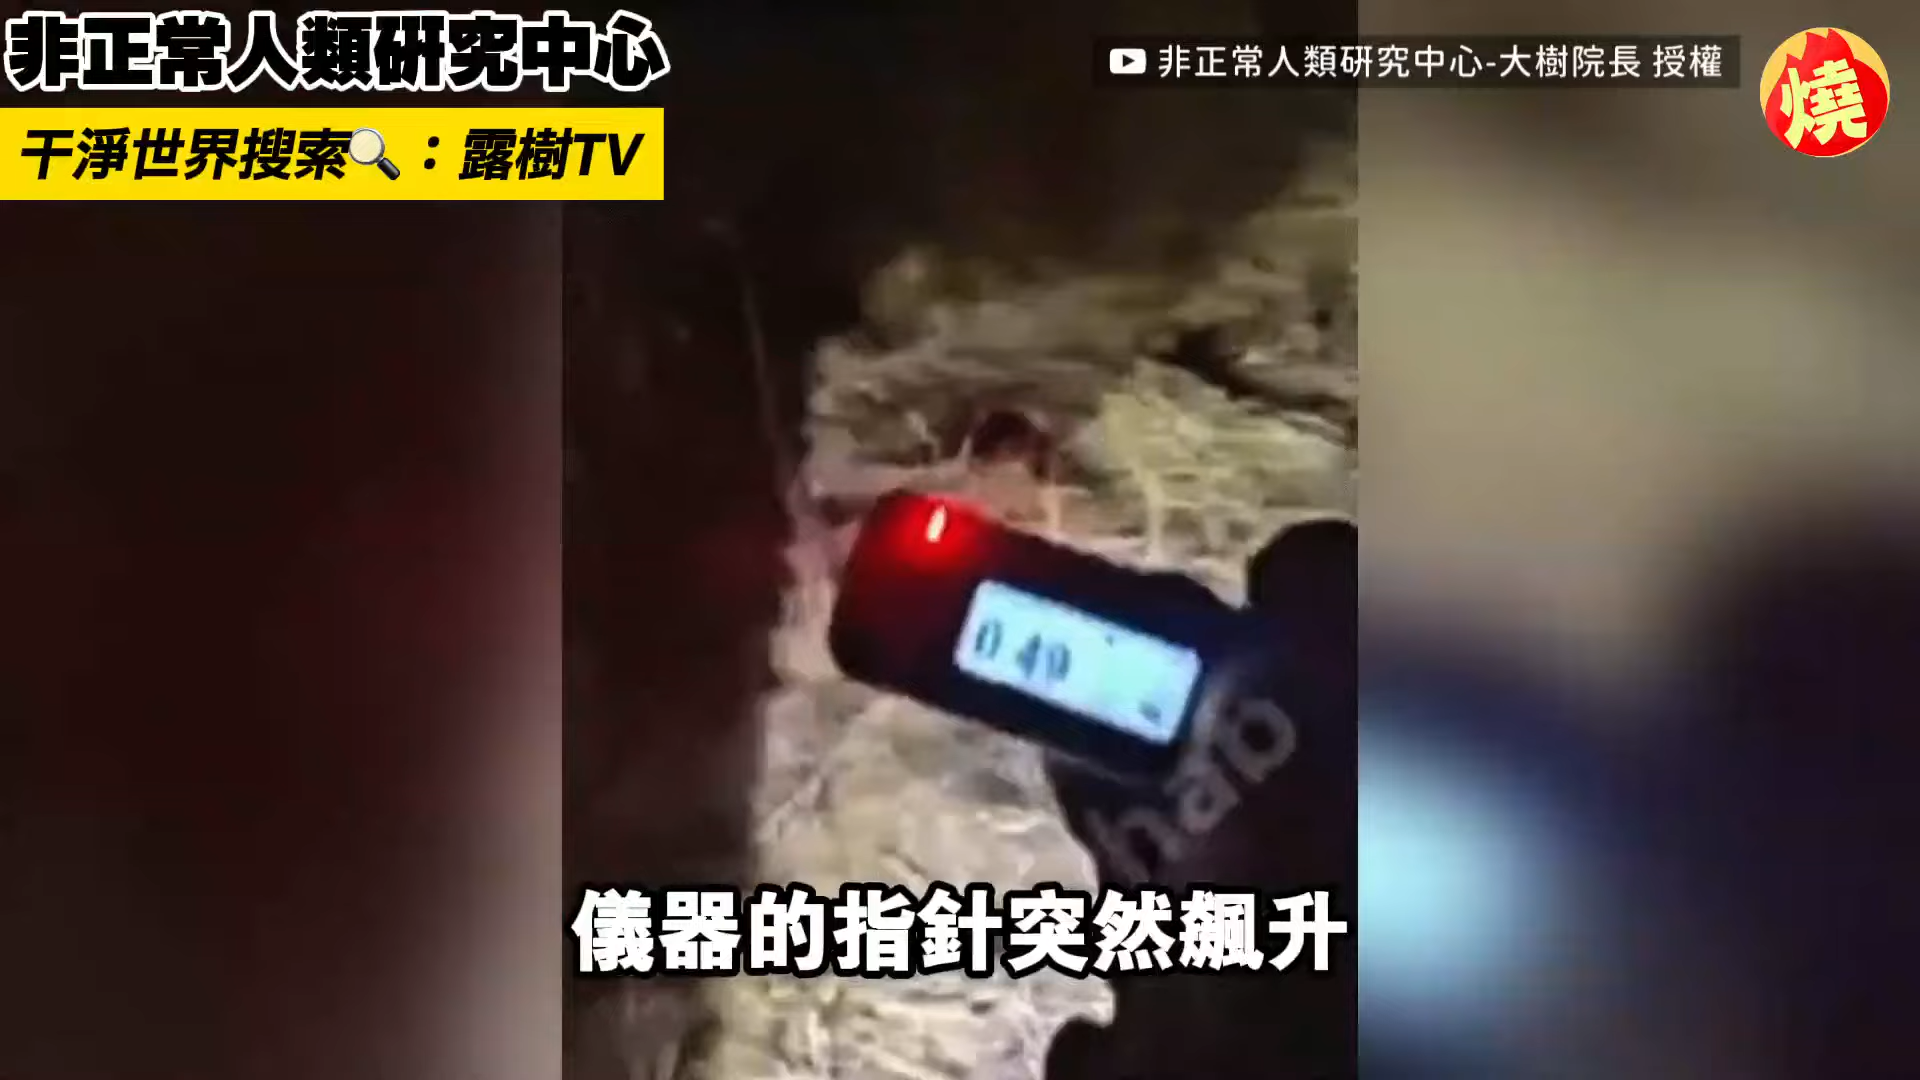 非正常人類研究中心
干淨世界搜索🔍：露樹TV
非正常人類研究中心-大樹院長 授權
燒
0.49
hab
儀器的指針突然飆升